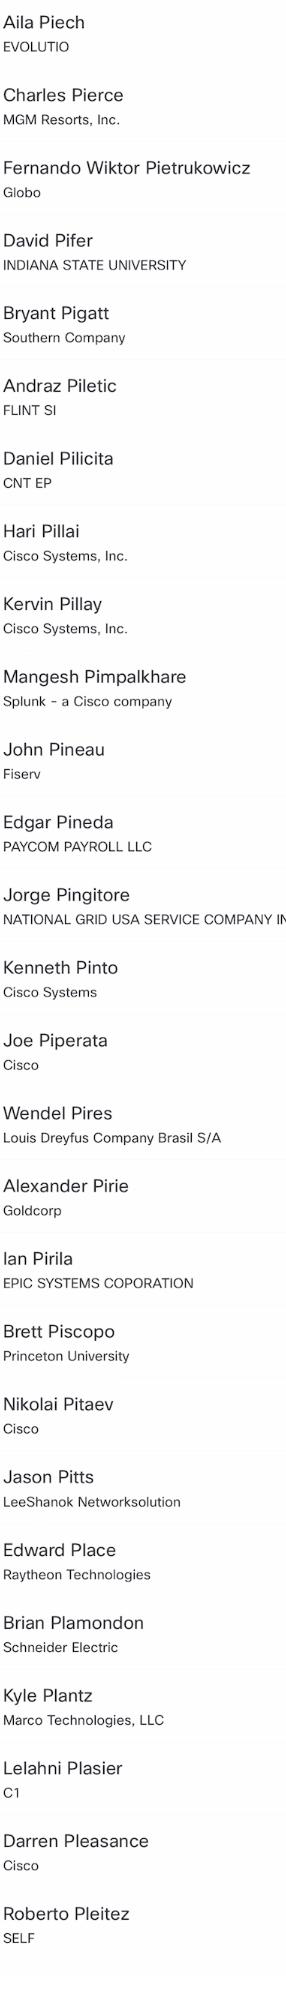 Aila Piech
EVOLUTIO
Charles Pierce
MGM Resorts, Inc.
Fernando Wiktor Pietrukowicz
Globo
David Pifer
INDIANA STATE UNIVERSITY
Bryant Pigatt
Southern Company
Andraz Piletic
FLINT SI
Daniel Pilicita
CNT EP
Hari Pillai
Cisco Systems, Inc.
Kervin Pillay
Cisco Systems, Inc.
Mangesh Pimpalkhare
Splunk - a Cisco company
John Pineau
Fiserv
Edgar Pineda
PAYCOM PAYROLL LLC
Jorge Pingitore
NATIONAL GRID USA SERVICE COMPANY IN
Kenneth Pinto
Cisco Systems
Joe Piperata
Cisco
Wendel Pires
Louis Dreyfus Company Brasil S/A
Alexander Pirie
Goldcorp
Ian Pirila
EPIC SYSTEMS COPORATION
Brett Piscopo
Princeton University
Nikolai Pitaev
Cisco
Jason Pitts
LeeShanok Networksolution
Edward Place
Raytheon Technologies
Brian Plamondon
Schneider Electric
Kyle Plantz
Marco Technologies, LLC
Lelahni Plasier
C1
Darren Pleasance
Cisco
Roberto Pleitez
SELF